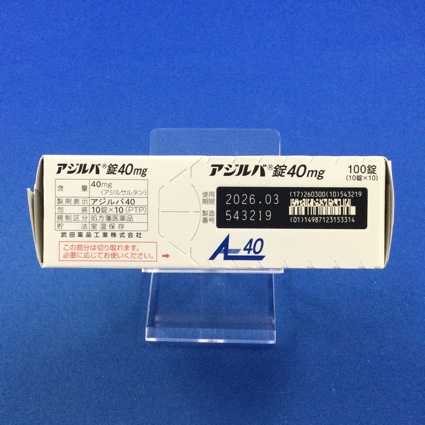 アジルバ®錠40mg
含量 40mg (アジルサルタン)
製剤表示 アジルバ40
包装 10錠×10(PTP)
規制区分 処方箋医薬品
貯法 室温保存
武田薬品工業株式会社
この部分は切り取れます。
必要に応じてお使いください。
→
アジルバ®錠40mg
100錠
(10錠×10)
使用期限 2026.03
製造番号 543219
(17)260300(10)543219
(01)14987123153314
A 40